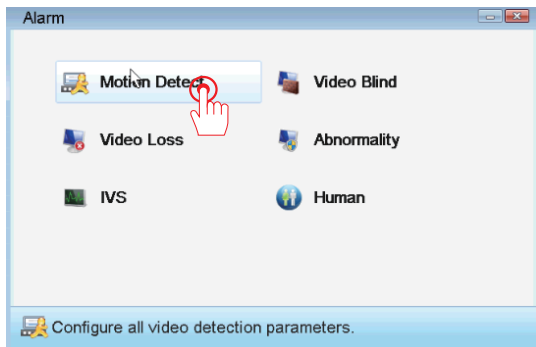 Alarm
Motion Detect
Video Blind
Video Loss
Abnormality
IVS
Human
Configure all video detection parameters.